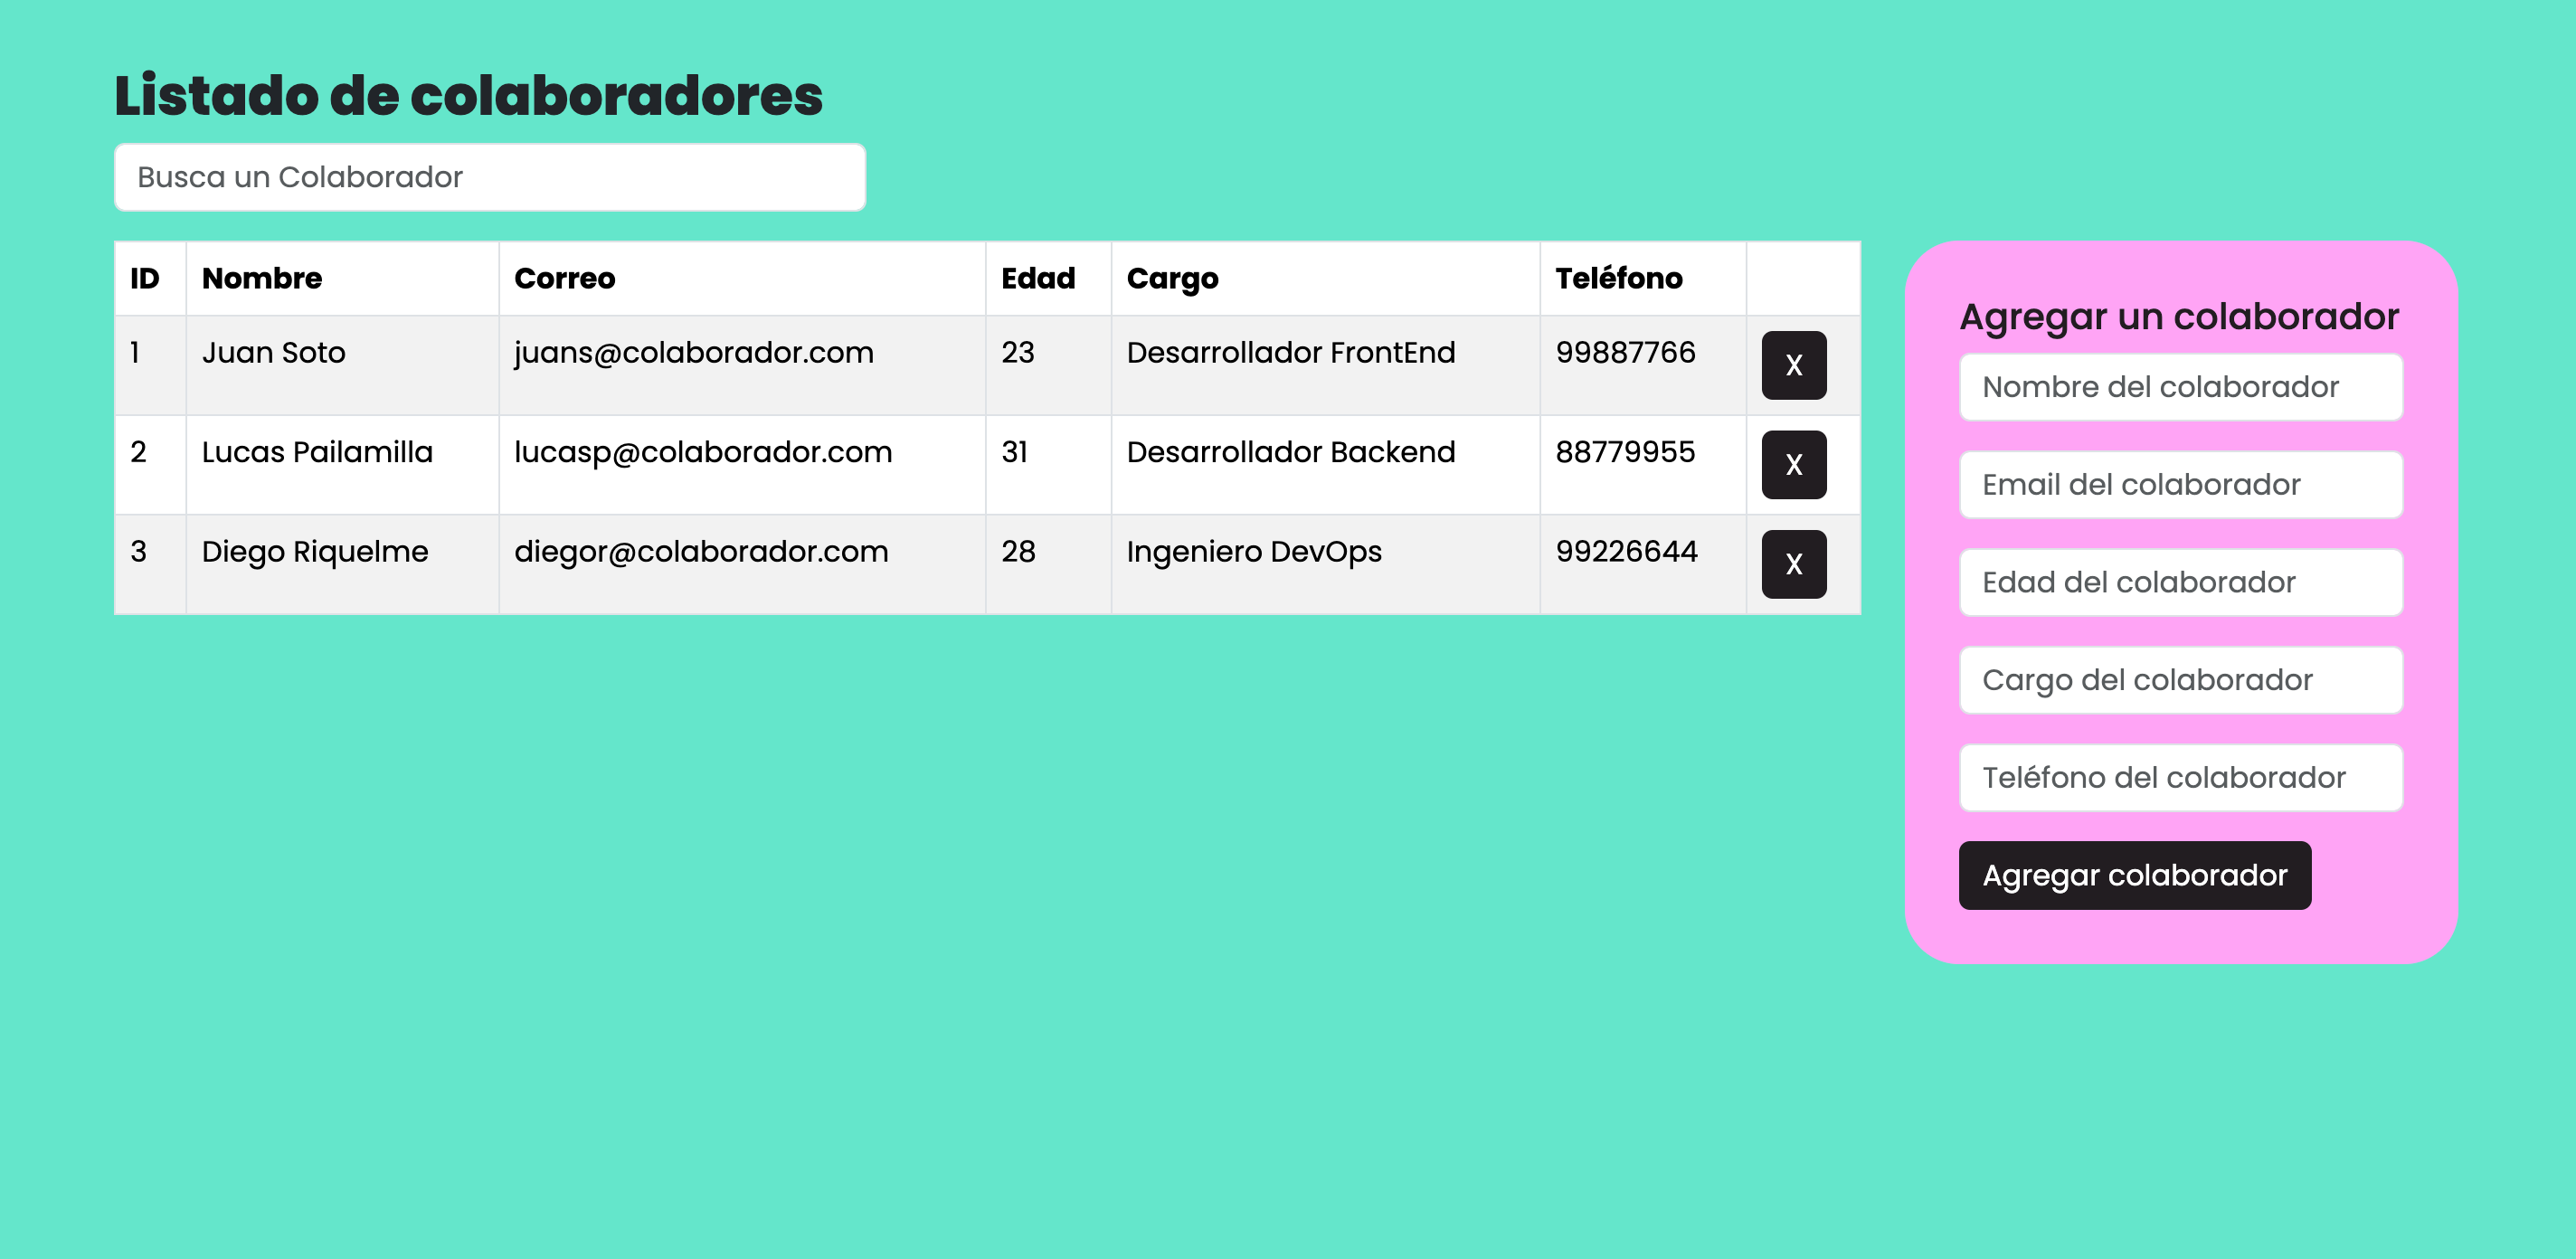 Listado de colaboradores
Busca un Colaborador
ID Nombre Correo Edad Cargo Teléfono
1 Juan Soto juans@colaborador.com 23 Desarrollador FrontEnd 99887766 X
2 Lucas Pailamilla lucasp@colaborador.com 31 Desarrollador Backend 88779955 X
3 Diego Riquelme diegor@colaborador.com 28 Ingeniero DevOps 99226644 X
Agregar un colaborador
Nombre del colaborador
Email del colaborador
Edad del colaborador
Cargo del colaborador
Teléfono del colaborador
Agregar colaborador